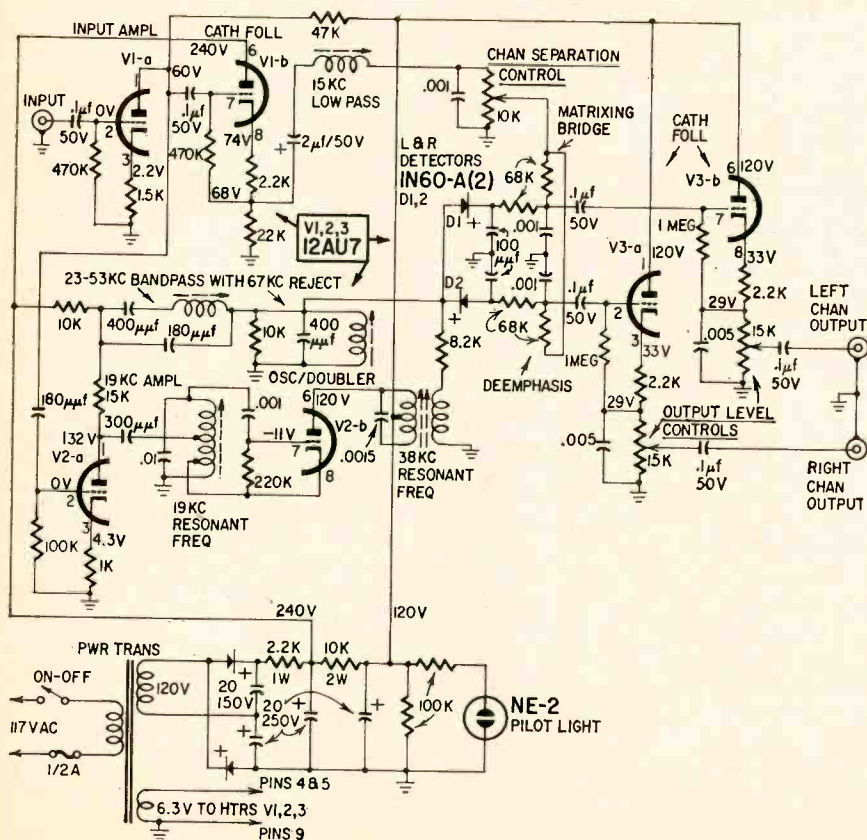 INPUT AMPL
V1-a
CATH FOLL
V1-b
240V
6
47K
1
60V
INPUT
.1µf
50V
0V
2
3
2.2V
470K
1.5K
.1µf
50V
7
8
74V
470K
68V
2.2K
22K
15KC
LOW PASS
2µf/50V
+
.001
CHAN SEPARATION
CONTROL
10K
MATRIXING
BRIDGE
L & R
DETECTORS
IN60-A(2)
D1,2
68K
D1
+
100
µµf
.001
.001
D2
+
68K
DEEMPHASIS
8.2K
.1µf
50V
.1µf
50V
CATH
FOLL
V3-b
6
120V
7
8
33V
1 MEG
2.2K
29V
.005
15K
.1µf
50V
LEFT
CHAN
OUTPUT
V3-a
1
120V
2
3
33V
1MEG
2.2K
29V
.005
15K
OUTPUT LEVEL
CONTROLS
.1µf
50V
RIGHT
CHAN
OUTPUT
V1,2,3
12AU7
23-53KC BANDPASS WITH 67KC REJECT
10K
400µµf
180µµf
10K
400
µµf
19KC AMPL
15K
180µµf
300µµf
132V
1
V2-a
0V
2
3
4.3V
100K
1K
.01
19KC
RESONANT
FREQ
OSC/DOUBLER
.001
6
120V
-11V
7
8
220K
V2-b
.0015
38KC
RESONANT
FREQ
240V
120V
PWR TRANS
ON-OFF
117VAC
1/2A
120V
+
20
150V
+
+
2.2K
1W
10K
2W
20
250V
+
+
100K
NE-2
PILOT LIGHT
PINS 4&5
6.3V TO HTRS V1,2,3
PINS 9